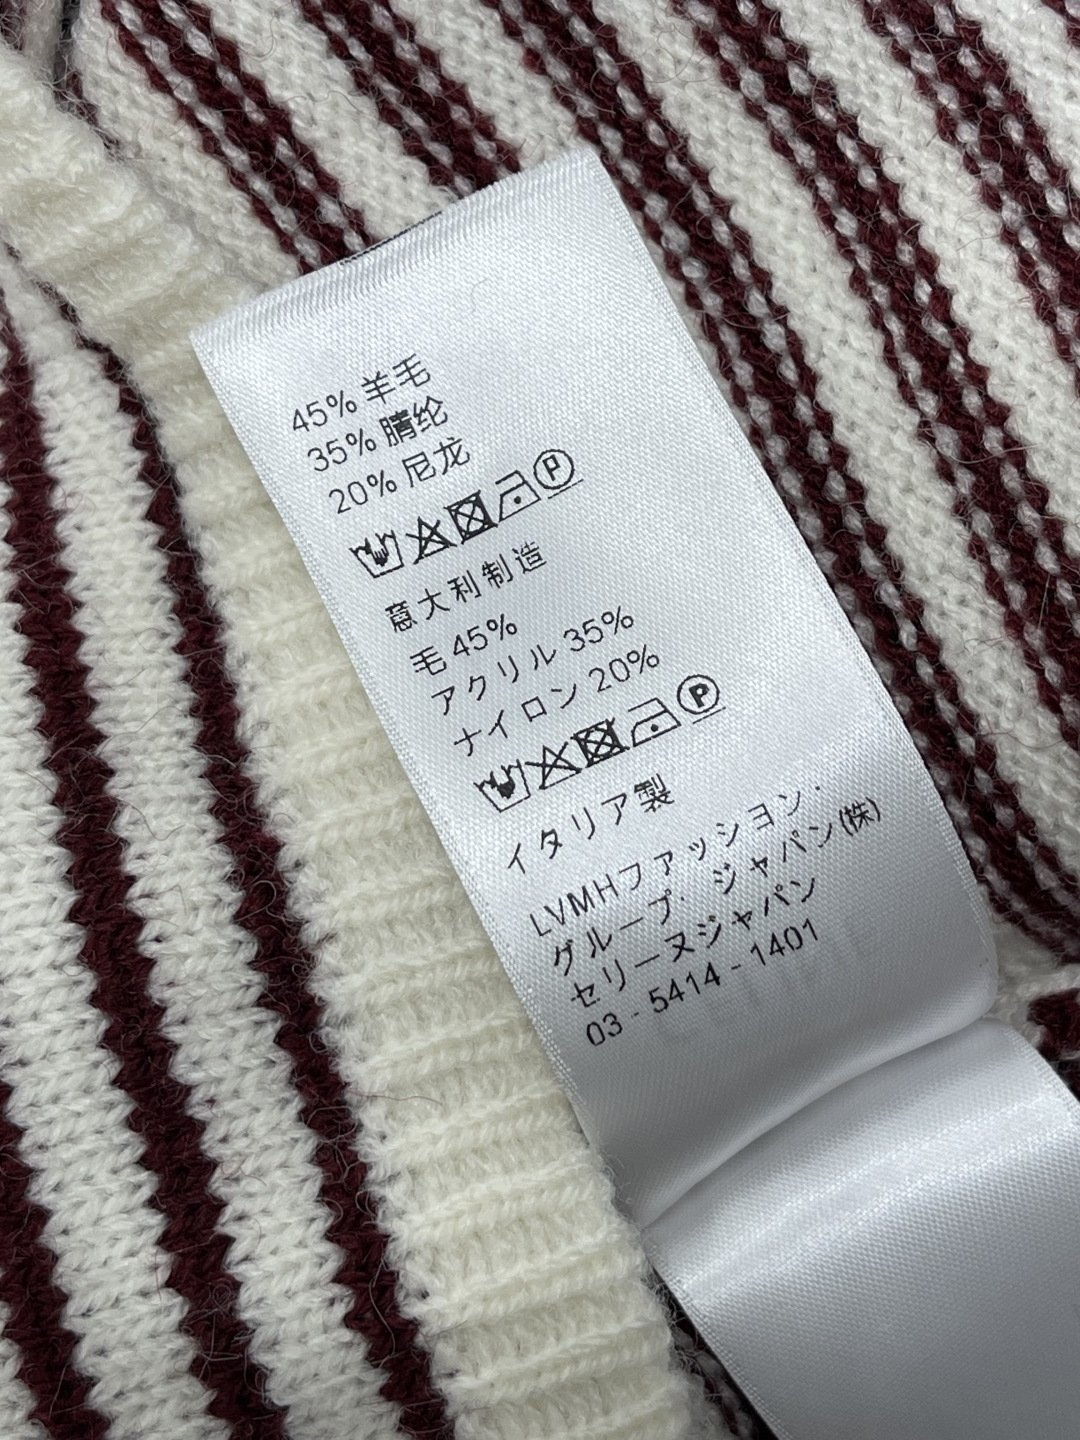 45% 羊毛
35% 腈纶
20% 尼龙
P
意大利制造
毛 45%
アクリル 35%
ナイロン 20%
P
イタリア製
LVMHファッション・
グループ・ジャパン(株)
セリーヌジャパン
03 - 5414 - 1401